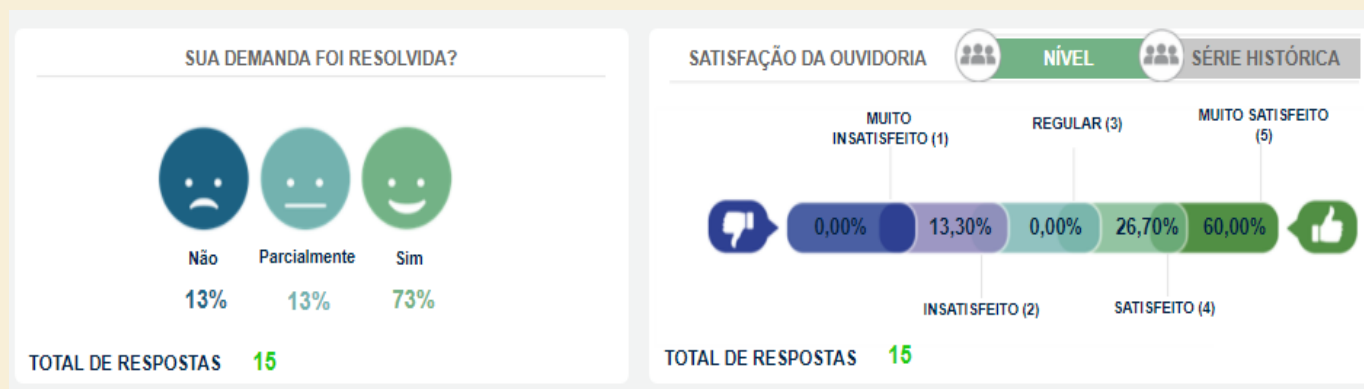 SUA DEMANDA FOI RESOLVIDA?
Não
Parcialmente
Sim
13%
13%
73%
TOTAL DE RESPOSTAS 15
SATISFAÇÃO DA OUVIDORIA
NÍVEL
SÉRIE HISTÓRICA
MUITO
INSATISFEITO (1)
REGULAR (3)
MUITO SATISFEITO
(5)
0,00%
13,30%
0,00%
26,70%
60,00%
INSATISFEITO (2)
SATISFEITO (4)
TOTAL DE RESPOSTAS 15